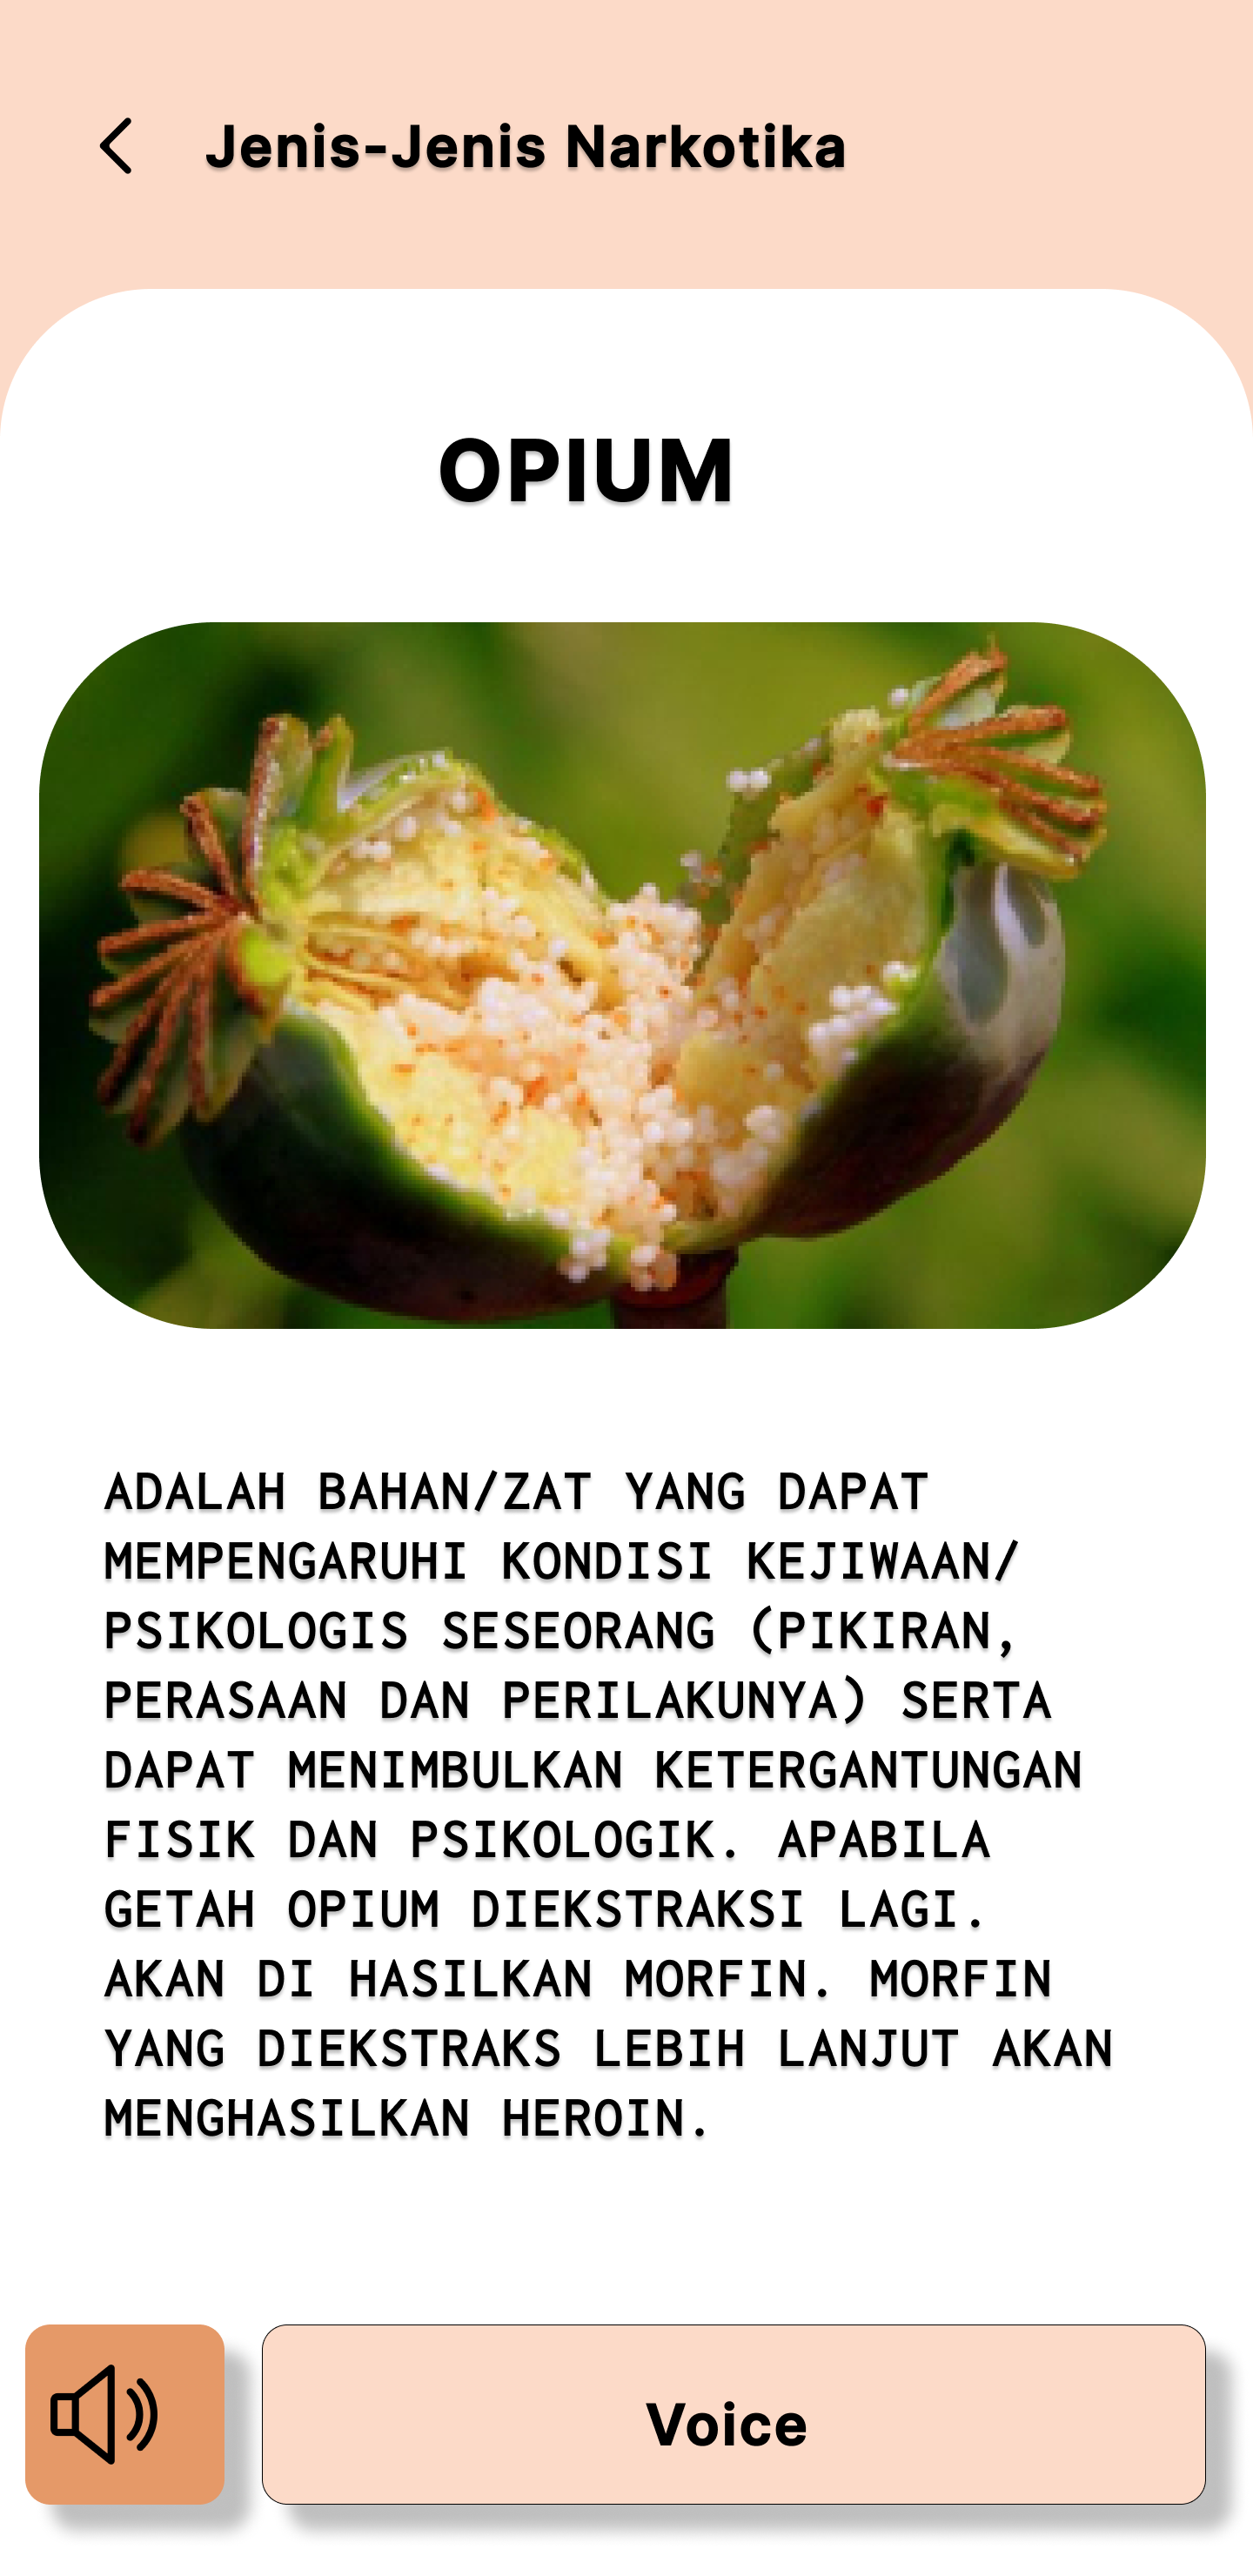 Jenis-Jenis Narkotika
OPIUM
ADALAH BAHAN/ZAT YANG DAPAT
MEMPENGARUHI KONDISI KEJIWAAN/
PSIKOLOGIS SESEORANG (PIKIRAN,
PERASAAN DAN PERILAKUNYA) SERTA
DAPAT MENIMBULKAN KETERGANTUNGAN
FISIK DAN PSIKOLOGIK. APABILA
GETAH OPIUM DIEKSTRAKSI LAGI.
AKAN DI HASILKAN MORFIN. MORFIN
YANG DIEKSTRAKS LEBIH LANJUT AKAN
MENGHASILKAN HEROIN.
Voice